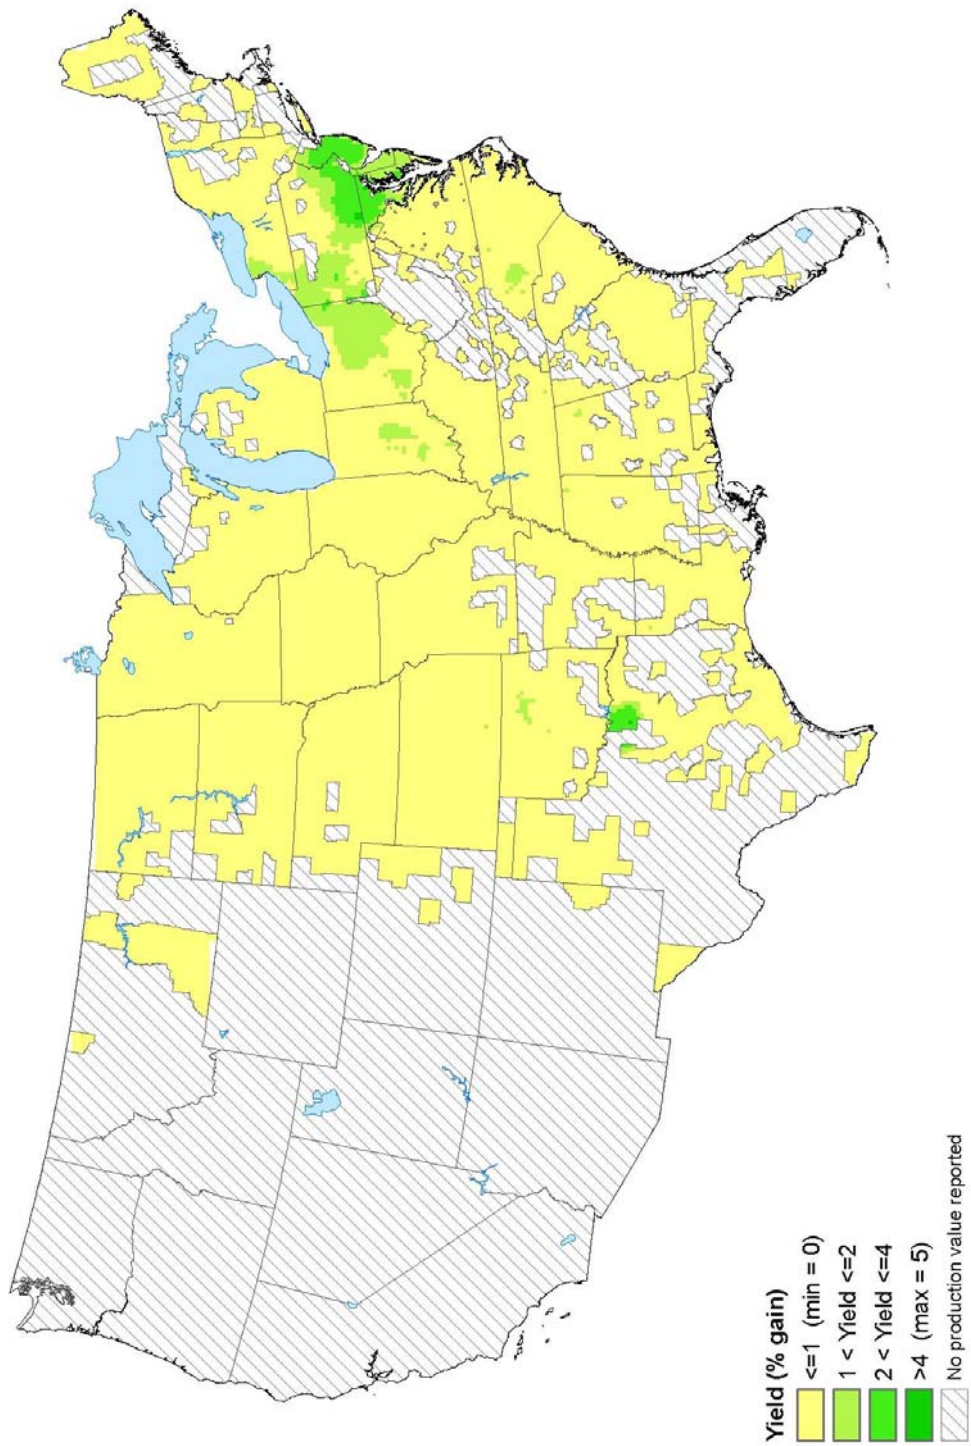 Yield (% gain)
<=1 (min = 0)
1 < Yield <=2
2 < Yield <=4
>4 (max = 5)
No production value reported